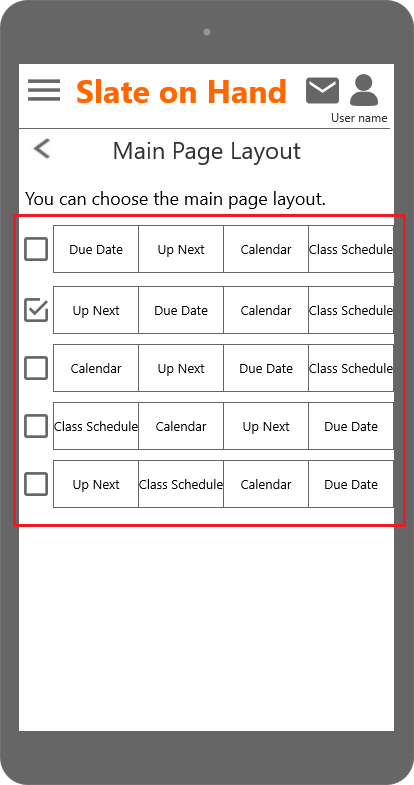 Slate on Hand
User name
Main Page Layout
You can choose the main page layout.
Due Date Up Next Calendar Class Schedule
Up Next Due Date Calendar Class Schedule
Calendar Up Next Due Date Class Schedule
Class Schedule Calendar Up Next Due Date
Up Next Class Schedule Calendar Due Date